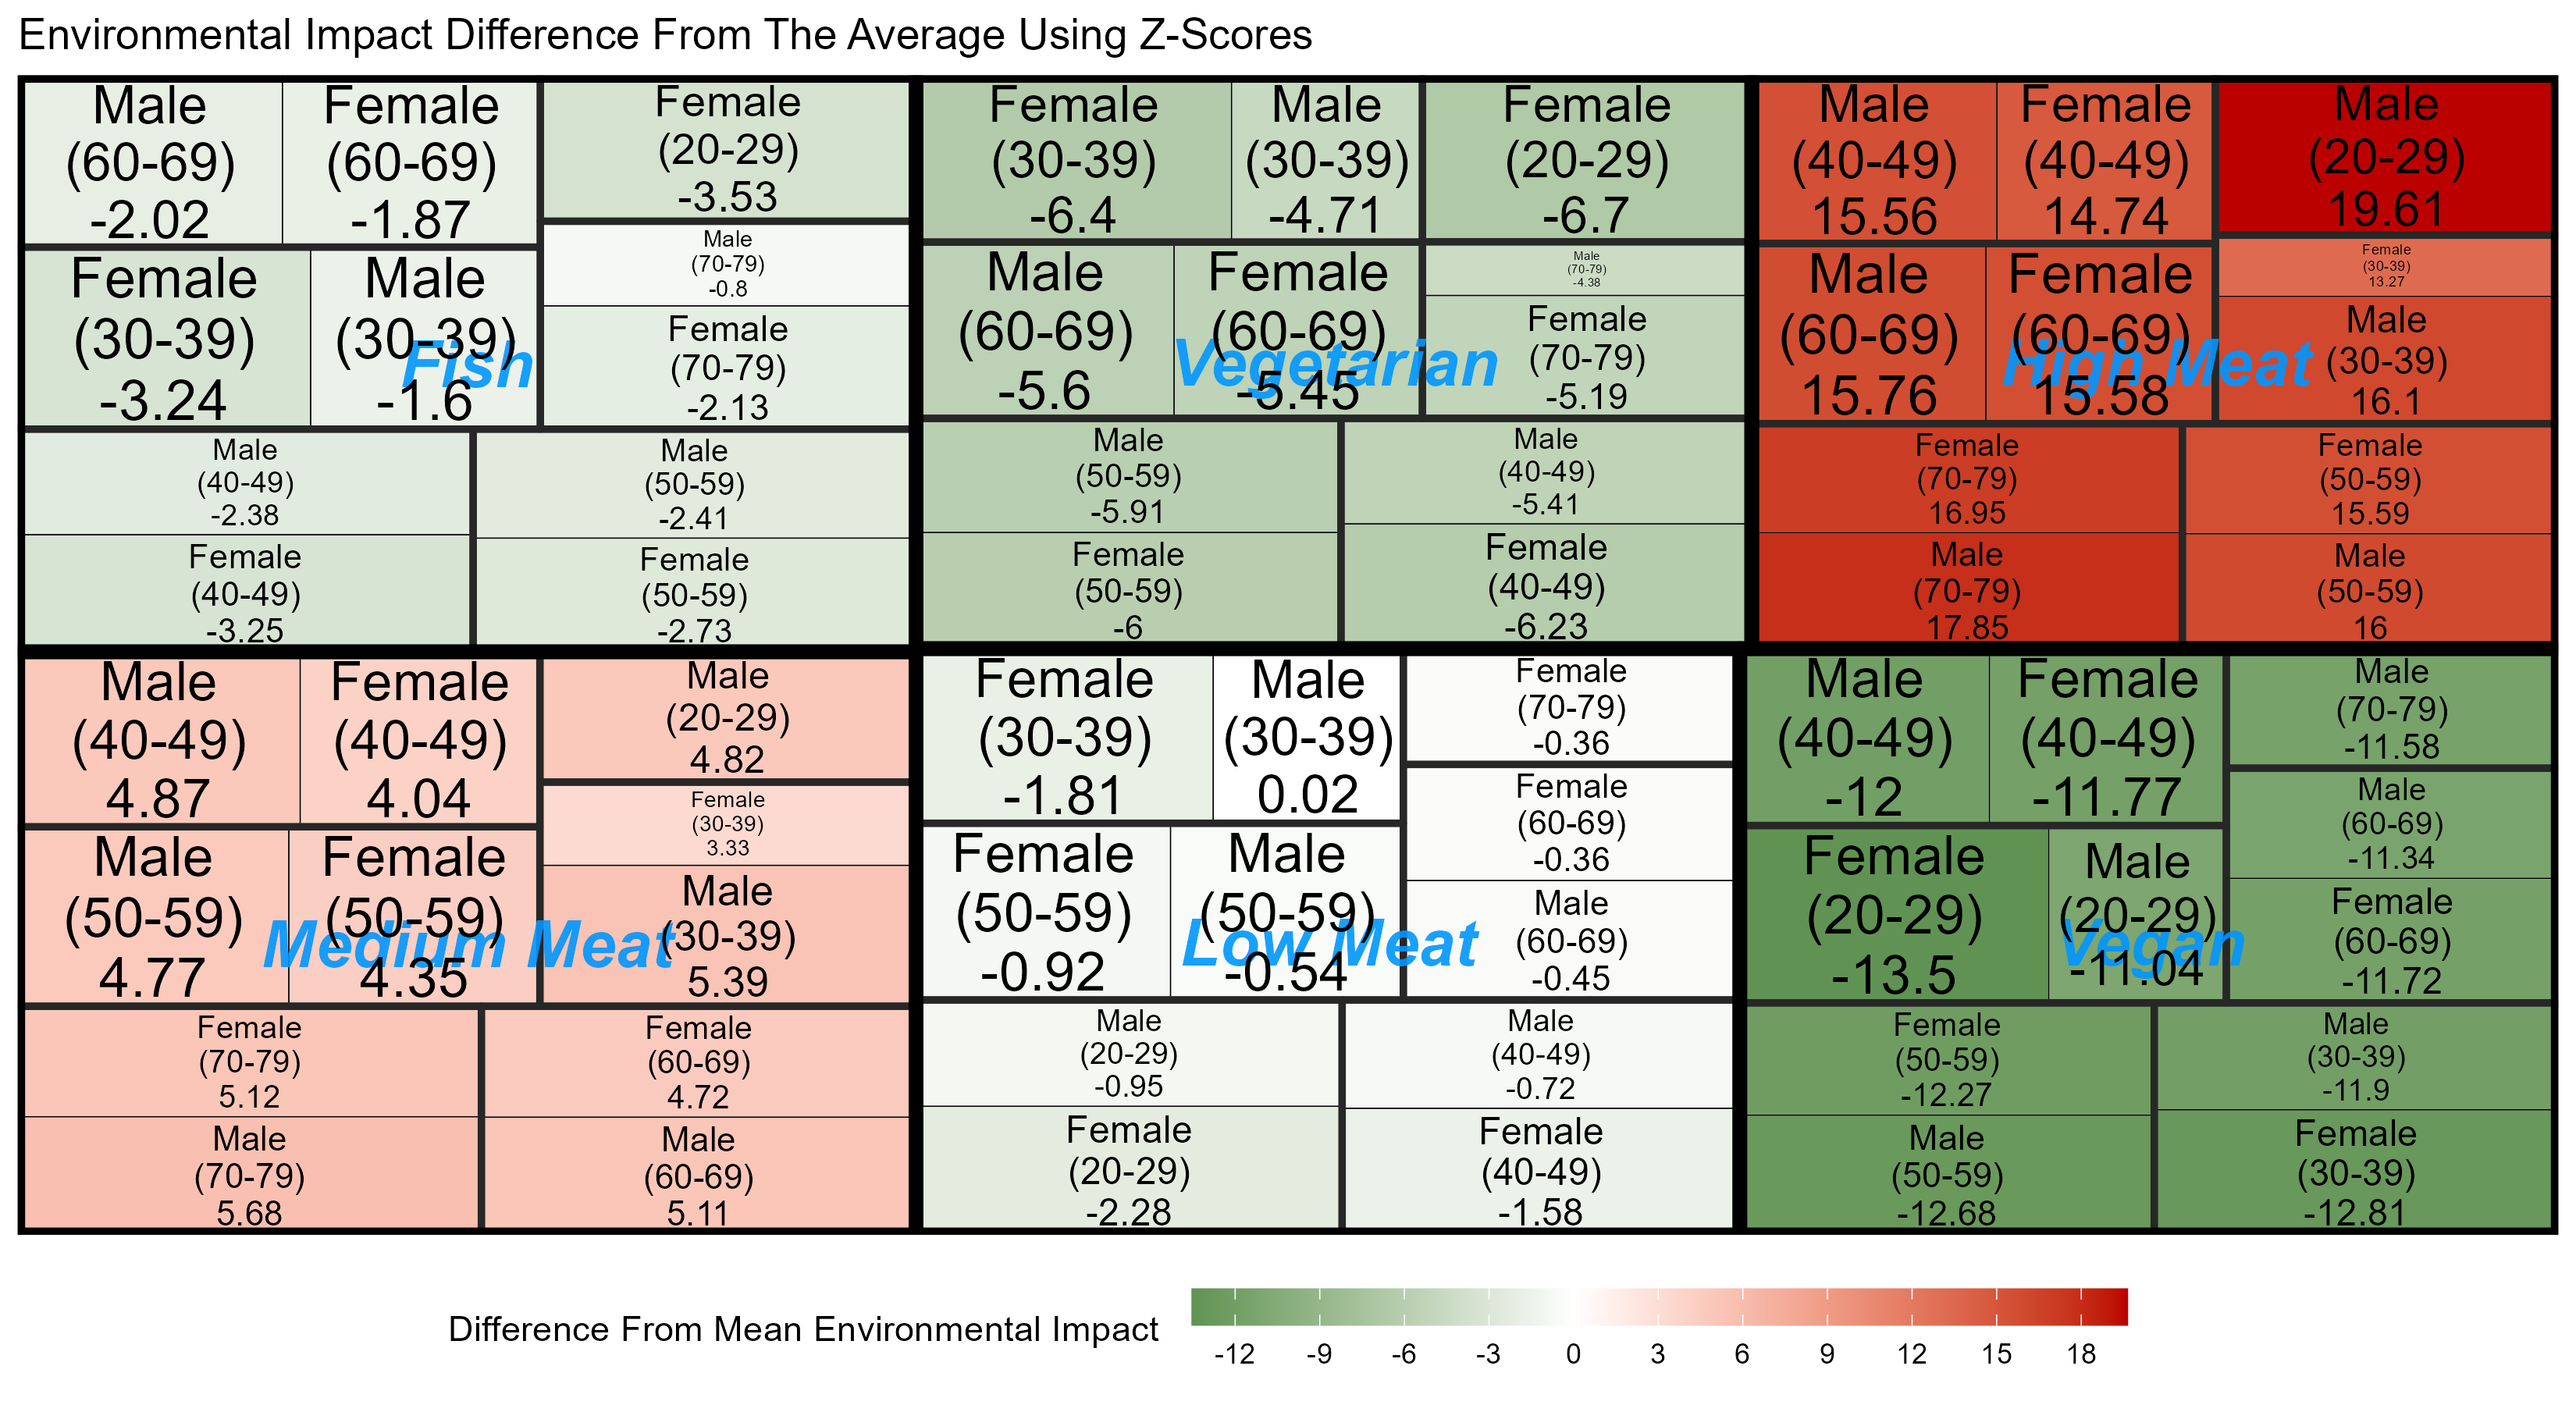 Environmental Impact Difference From The Average Using Z-Scores
Male
(60-69)
-2.02
Female
(60-69)
-1.87
Female
(20-29)
-3.53
Female
(30-39)
-3.24
Male
(30-39)
-1.6
Male
(70-79)
-0.8
Female
(70-79)
-2.13
Fish
Male
(40-49)
-2.38
Male
(50-59)
-2.41
Female
(40-49)
-3.25
Female
(50-59)
-2.73
Female
(30-39)
-6.4
Male
(30-39)
-4.71
Female
(20-29)
-6.7
Male
(60-69)
-5.6
Female
(60-69)
-5.45
Male
(70-79)
-4.38
Female
(70-79)
-5.19
Vegetarian
Male
(50-59)
-5.91
Male
(40-49)
-5.41
Female
(50-59)
-6
Female
(40-49)
-6.23
Male
(40-49)
15.56
Female
(40-49)
14.74
Male
(20-29)
19.61
Male
(60-69)
15.76
Female
(60-69)
15.58
Female
(30-39)
13.27
Male
(30-39)
16.1
High Meat
Female
(70-79)
16.95
Female
(50-59)
15.59
Male
(70-79)
17.85
Male
(50-59)
16
Male
(40-49)
4.87
Female
(40-49)
4.04
Male
(20-29)
4.82
Male
(50-59)
4.77
Female
(50-59)
4.35
Female
(30-39)
3.33
Male
(30-39)
5.39
Medium Meat
Female
(70-79)
5.12
Female
(60-69)
4.72
Male
(70-79)
5.68
Male
(60-69)
5.11
Female
(30-39)
-1.81
Male
(30-39)
0.02
Female
(70-79)
-0.36
Female
(50-59)
-0.92
Male
(50-59)
-0.54
Female
(60-69)
-0.36
Male
(60-69)
-0.45
Low Meat
Male
(20-29)
-0.95
Male
(40-49)
-0.72
Female
(20-29)
-2.28
Female
(40-49)
-1.58
Male
(40-49)
-12
Female
(40-49)
-11.77
Male
(70-79)
-11.58
Female
(20-29)
-13.5
Male
(20-29)
-11.04
Male
(60-69)
-11.34
Female
(60-69)
-11.72
Vegan
Female
(50-59)
-12.27
Male
(30-39)
-11.9
Male
(50-59)
-12.68
Female
(30-39)
-12.81
Difference From Mean Environmental Impact
-12 -9 -6 -3 0 3 6 9 12 15 18